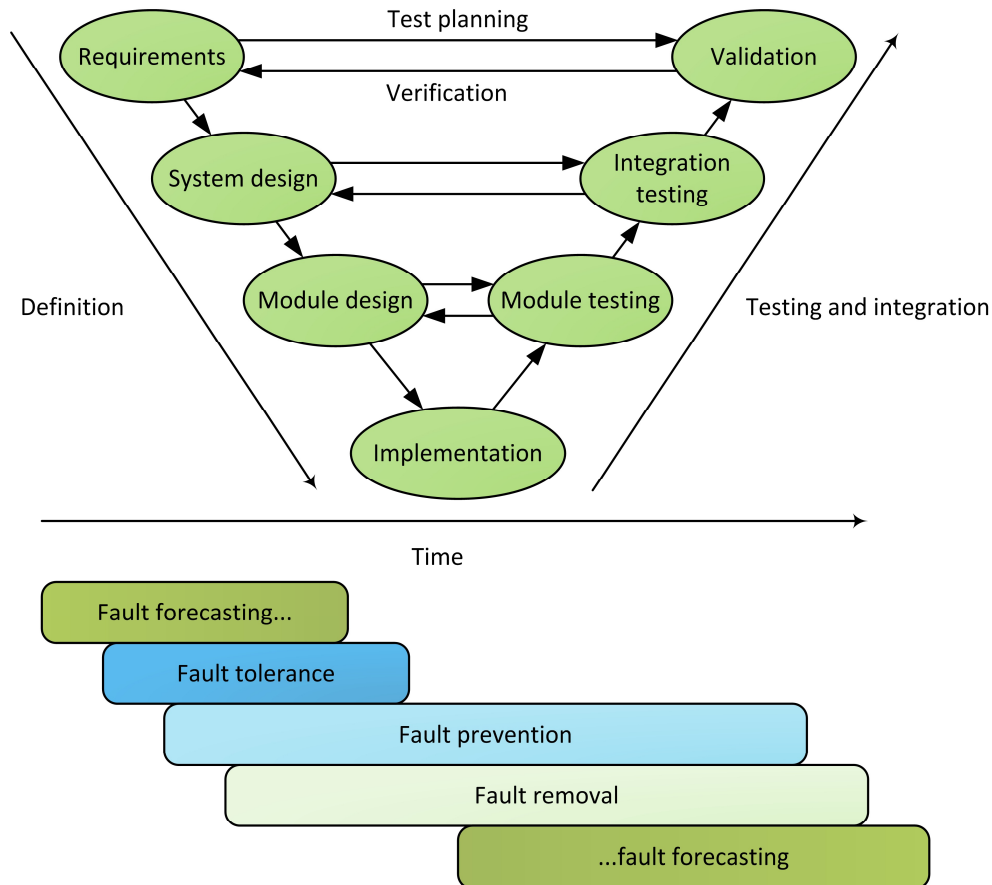 Test planning
Requirements
Validation
Verification
System design
Integration
testing
Module design
Module testing
Definition
Testing and integration
Implementation
Time
Fault forecasting...
Fault tolerance
Fault prevention
Fault removal
...fault forecasting